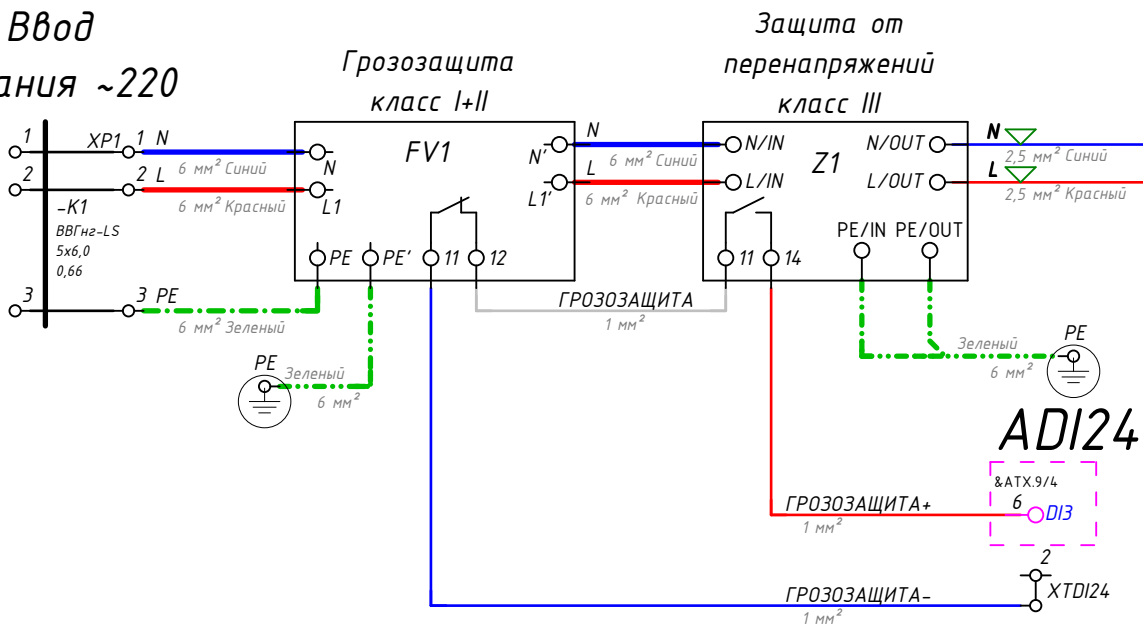 Ввод
ания ~220
Грозозащита
класс I+II
Защита от
перенапряжений
класс III
1
XP1
1
N
6 мм² Синий
N
FV1
N'
N
6 мм² Синий
N/IN
N/OUT
N
2,5 мм² Синий
2
2
L
6 мм² Красный
L1
L1'
L
6 мм² Красный
L/IN
Z1
L/OUT
L
2,5 мм² Красный
-К1
ВВГнг-LS
5х6,0
0,66
PE
PE'
11
12
11
14
PE/IN
PE/OUT
3
3
PE
6 мм² Зеленый
ГРОЗОЗАЩИТА
1 мм²
PE
Зеленый
6 мм²
Зеленый
6 мм²
PE
ADI24
&ATX.9/4
6
DI3
ГРОЗОЗАЩИТА+
1 мм²
2
XTDI24
ГРОЗОЗАЩИТА-
1 мм²